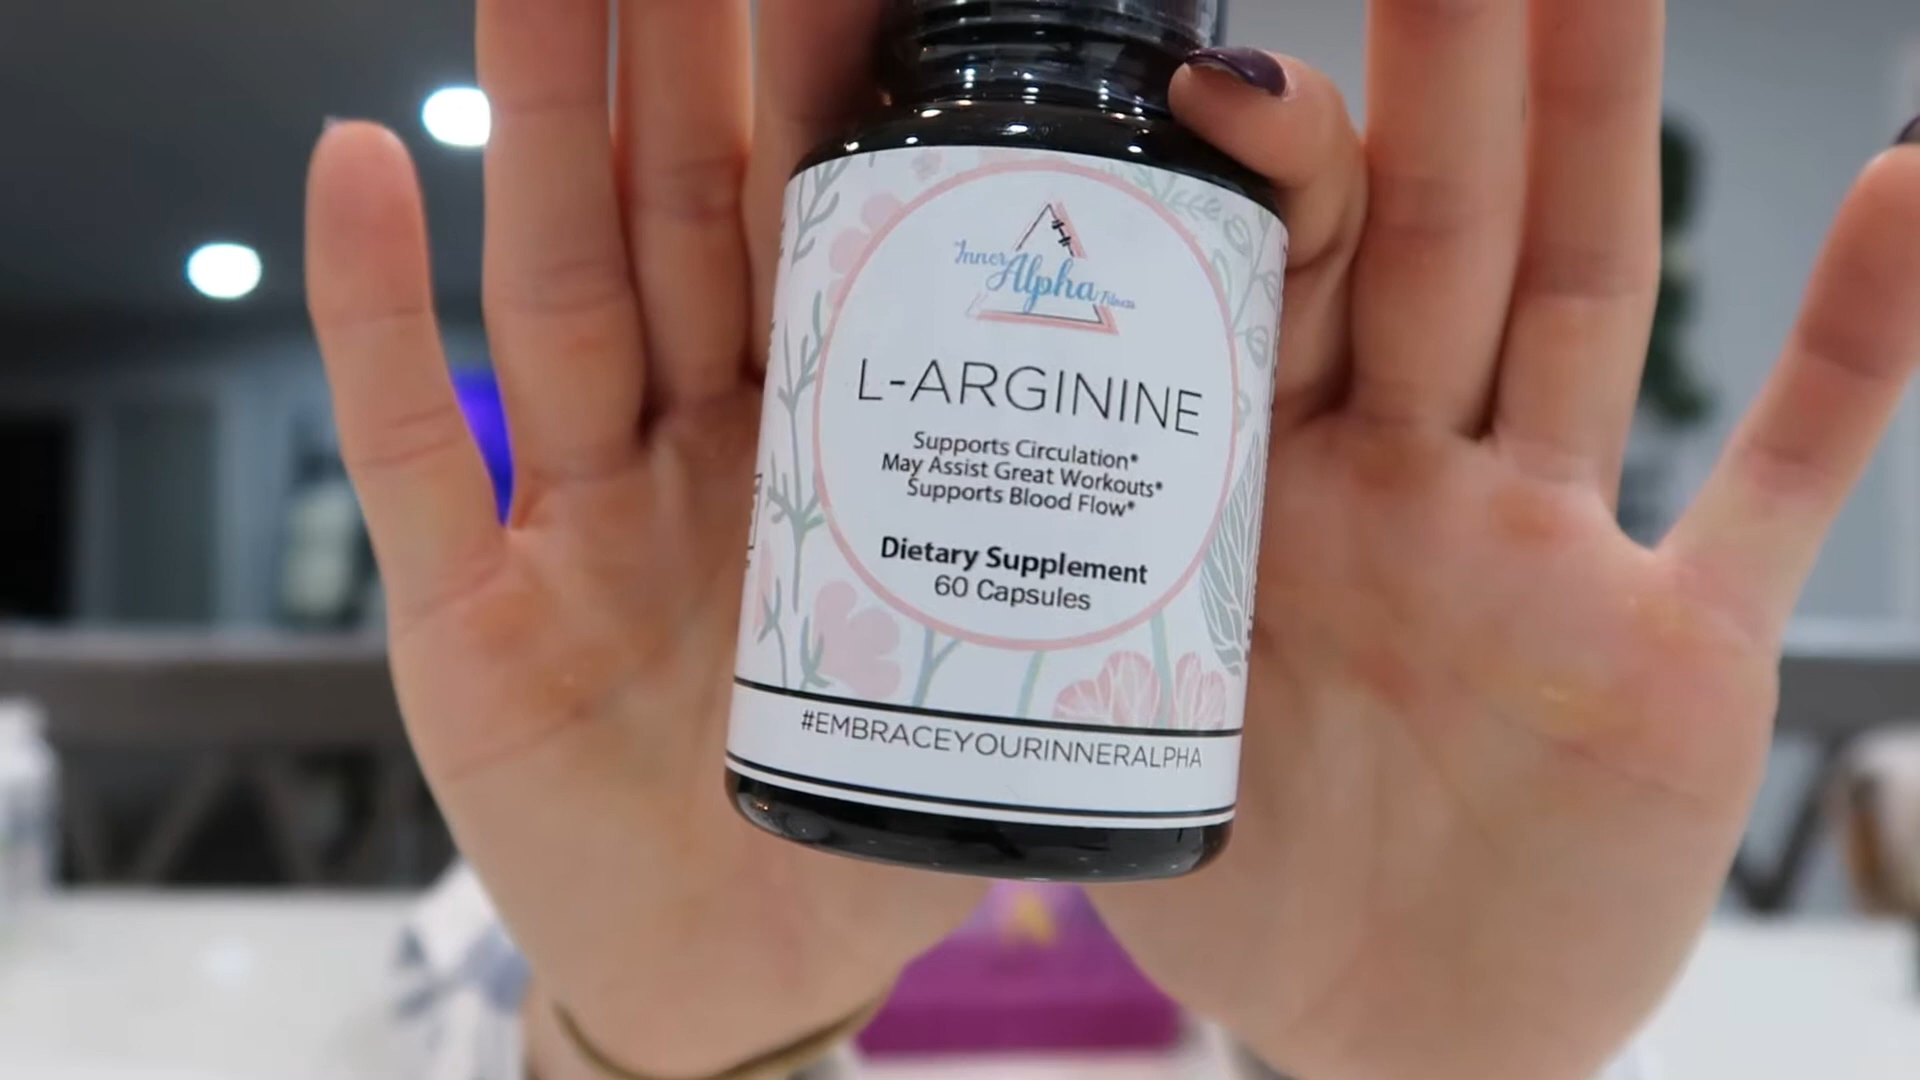 Inner
Alpha Fitness
L-ARGININE
Supports Circulation*
May Assist Great Workouts*
Supports Blood Flow*
Dietary Supplement
60 Capsules
#EMBRACEYOURINNERALPHA